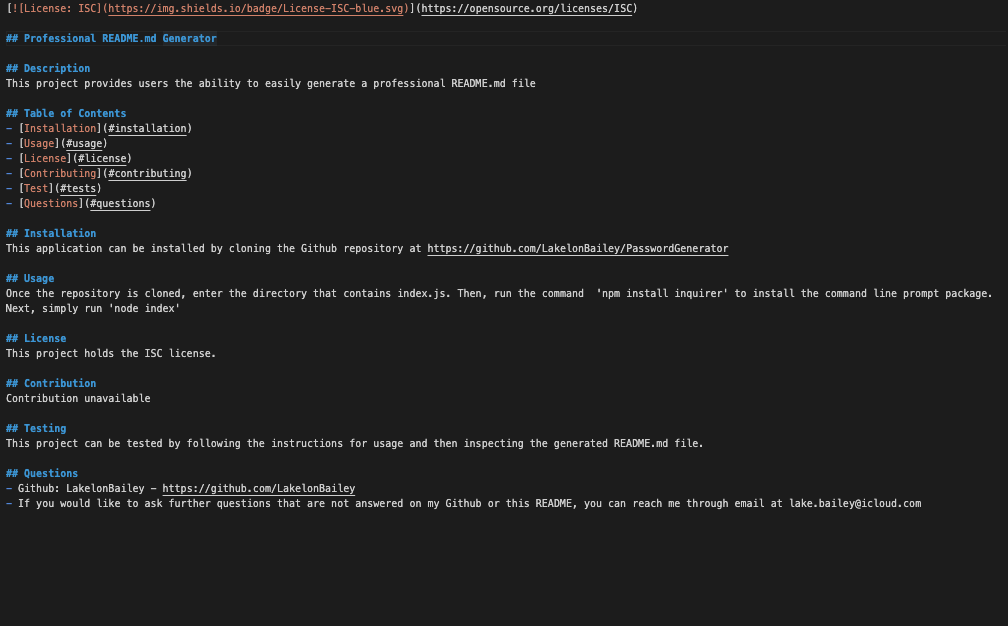 [![License: ISC](https://img.shields.io/badge/License-ISC-blue.svg)](https://opensource.org/licenses/ISC)
## Professional README.md Generator
## Description
This project provides users the ability to easily generate a professional README.md file
## Table of Contents
- [Installation](#installation)
- [Usage](#usage)
- [License](#license)
- [Contributing](#contributing)
- [Test](#tests)
- [Questions](#questions)
## Installation
This application can be installed by cloning the Github repository at https://github.com/LakelonBailey/PasswordGenerator
## Usage
Once the repository is cloned, enter the directory that contains index.js. Then, run the command  'npm install inquirer' to install the command line prompt package.
Next, simply run 'node index'
## License
This project holds the ISC license.
## Contribution
Contribution unavailable
## Testing
This project can be tested by following the instructions for usage and then inspecting the generated README.md file.
## Questions
- Github: LakelonBailey - https://github.com/LakelonBailey
- If you would like to ask further questions that are not answered on my Github or this README, you can reach me through email at lake.bailey@icloud.com